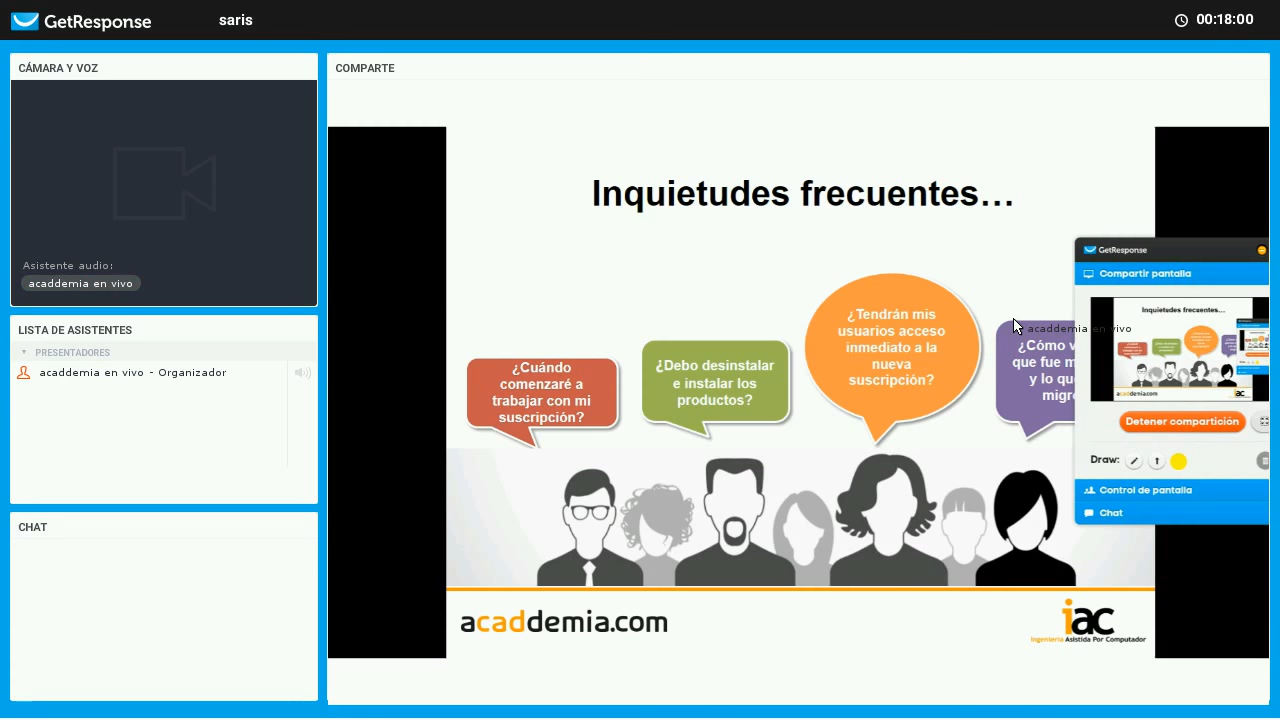 GetResponse
saris
00:18:00
CÁMARA Y VOZ
Asistente audio:
acaddemia en vivo
LISTA DE ASISTENTES
PRESENTADORES
acaddemia en vivo - Organizador
CHAT
COMPARTE
Inquietudes frecuentes...
¿Cuándo
comenzaré a
trabajar con mi
suscripción?
¿Debo desinstalar
e instalar los
productos?
¿Tendrán mis
usuarios acceso
inmediato a la
nueva
suscripción?
¿Cómo
que fue
y lo
acaddemia en vivo
GetResponse
Compartir pantalla
Inquietudes frecuentes...
acaddemia.com
Detener compartición
Draw:
Control de pantalla
Chat
acaddemia.com
iac
Ingeniería Asistida Por Computador